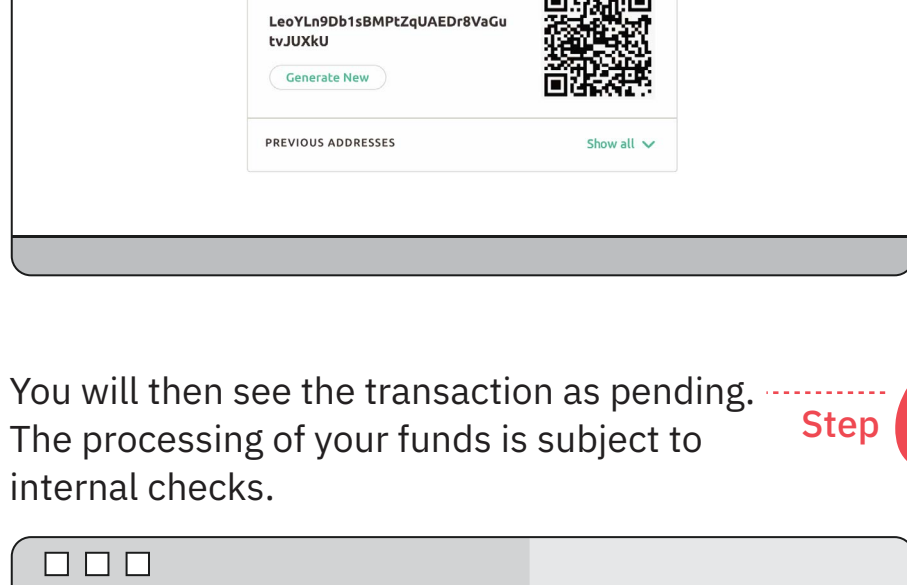 LeoYLn9Db1sBMPtZqUAEDr8VaGu
tvJUXkU
Generate New
PREVIOUS ADDRESSES
Show all
You will then see the transaction as pending.
The processing of your funds is subject to
internal checks.
Step